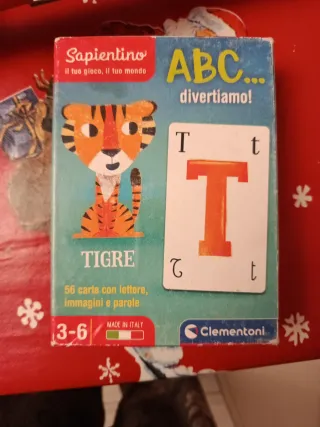 Sapientino
il tuo gioco, il tuo mondo
ABC...
divertiamo!
T t
T
TIGRE
T t
56 carte con lettere,
immagini e parole
3-6
MADE IN ITALY
Clementoni